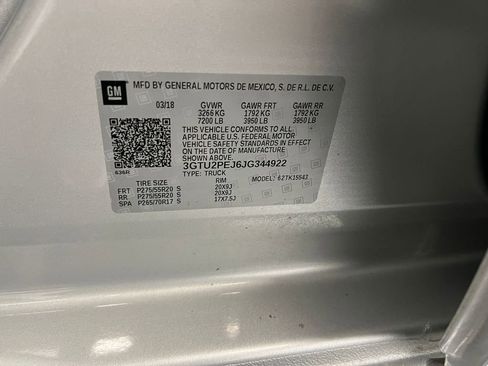 GM
MFD BY GENERAL MOTORS DE MEXICO, S. DE R.L. DE C.V.
03/18 GVWR GAWR FRT GAWR RR
3266 KG 1792 KG 1792 KG
7200 LB 3950 LB 3950 LB
THIS VEHICLE CONFORMS TO ALL
APPLICABLE U.S. FEDERAL MOTOR
VEHICLE SAFETY STANDARDS IN EFFECT
ON THE DATE OF MANUFACTURE SHOWN ABOVE.
3GTU2PEJ6JG344922
636R TYPE: TRUCK MODEL: 62TK15543
TIRE SIZE RIM
FRT P275/55R20 S 20X9J
RR P275/55R20 S 20X9J
SPA P265/70R17 S 17X7.5J